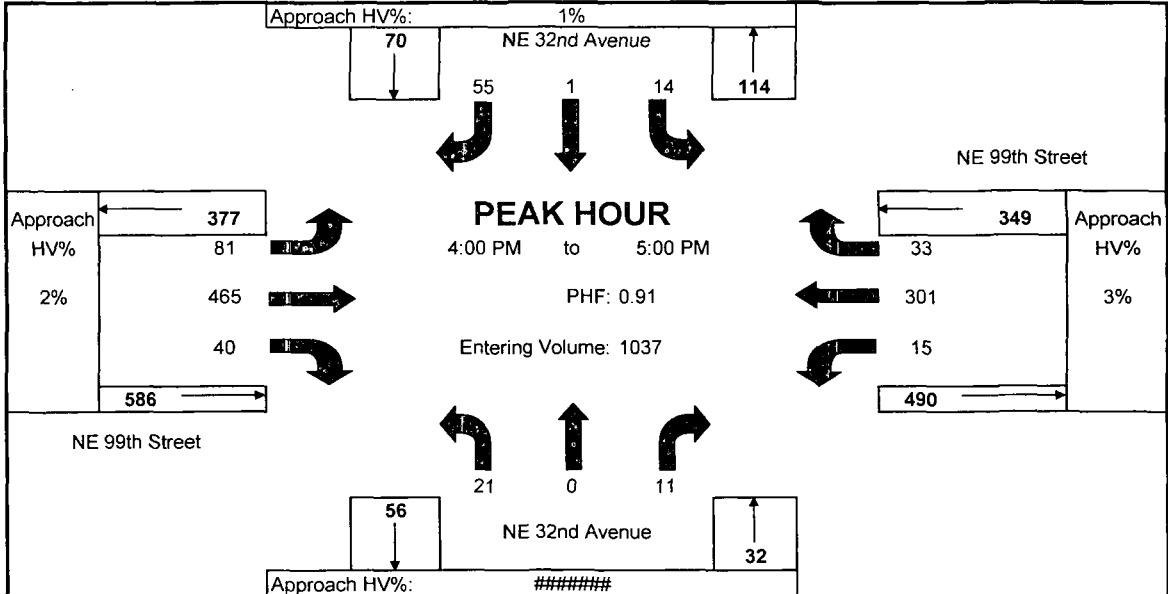 Approach HV%: 1%
70 NE 32nd Avenue 114
55 1 14
NE 99th Street
Approach 377 PEAK HOUR 349 Approach
HV% 81 4:00 PM to 5:00 PM 33 HV%
2% 465 PHF: 0.91 301 3%
40 Entering Volume: 1037 15
586 490
NE 99th Street
21 0 11
56 NE 32nd Avenue 32
Approach HV%: #######